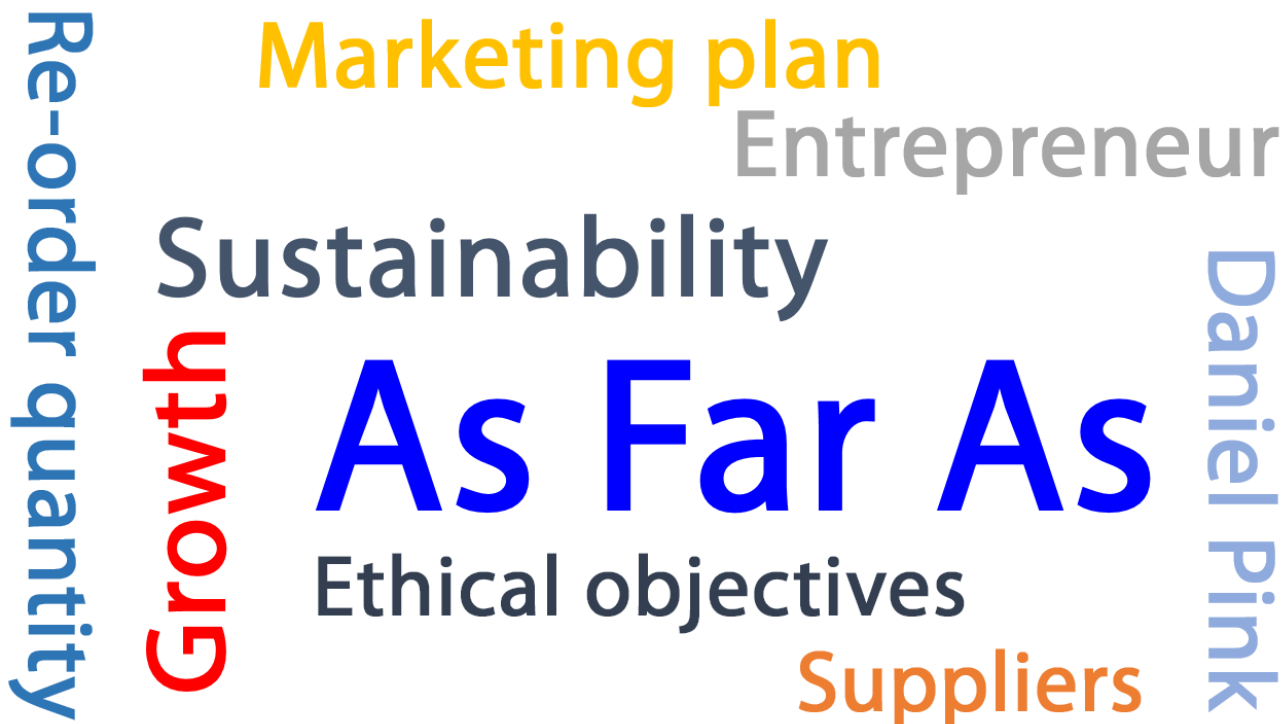 Re-order quantity
Marketing plan
Entrepreneur
Sustainability
Growth
As Far As
Daniel Pink
Ethical objectives
Suppliers